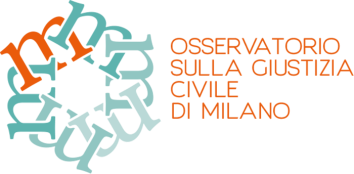 OSSERVATORIO
SULLA GIUSTIZIA
CIVILE
DI MILANO